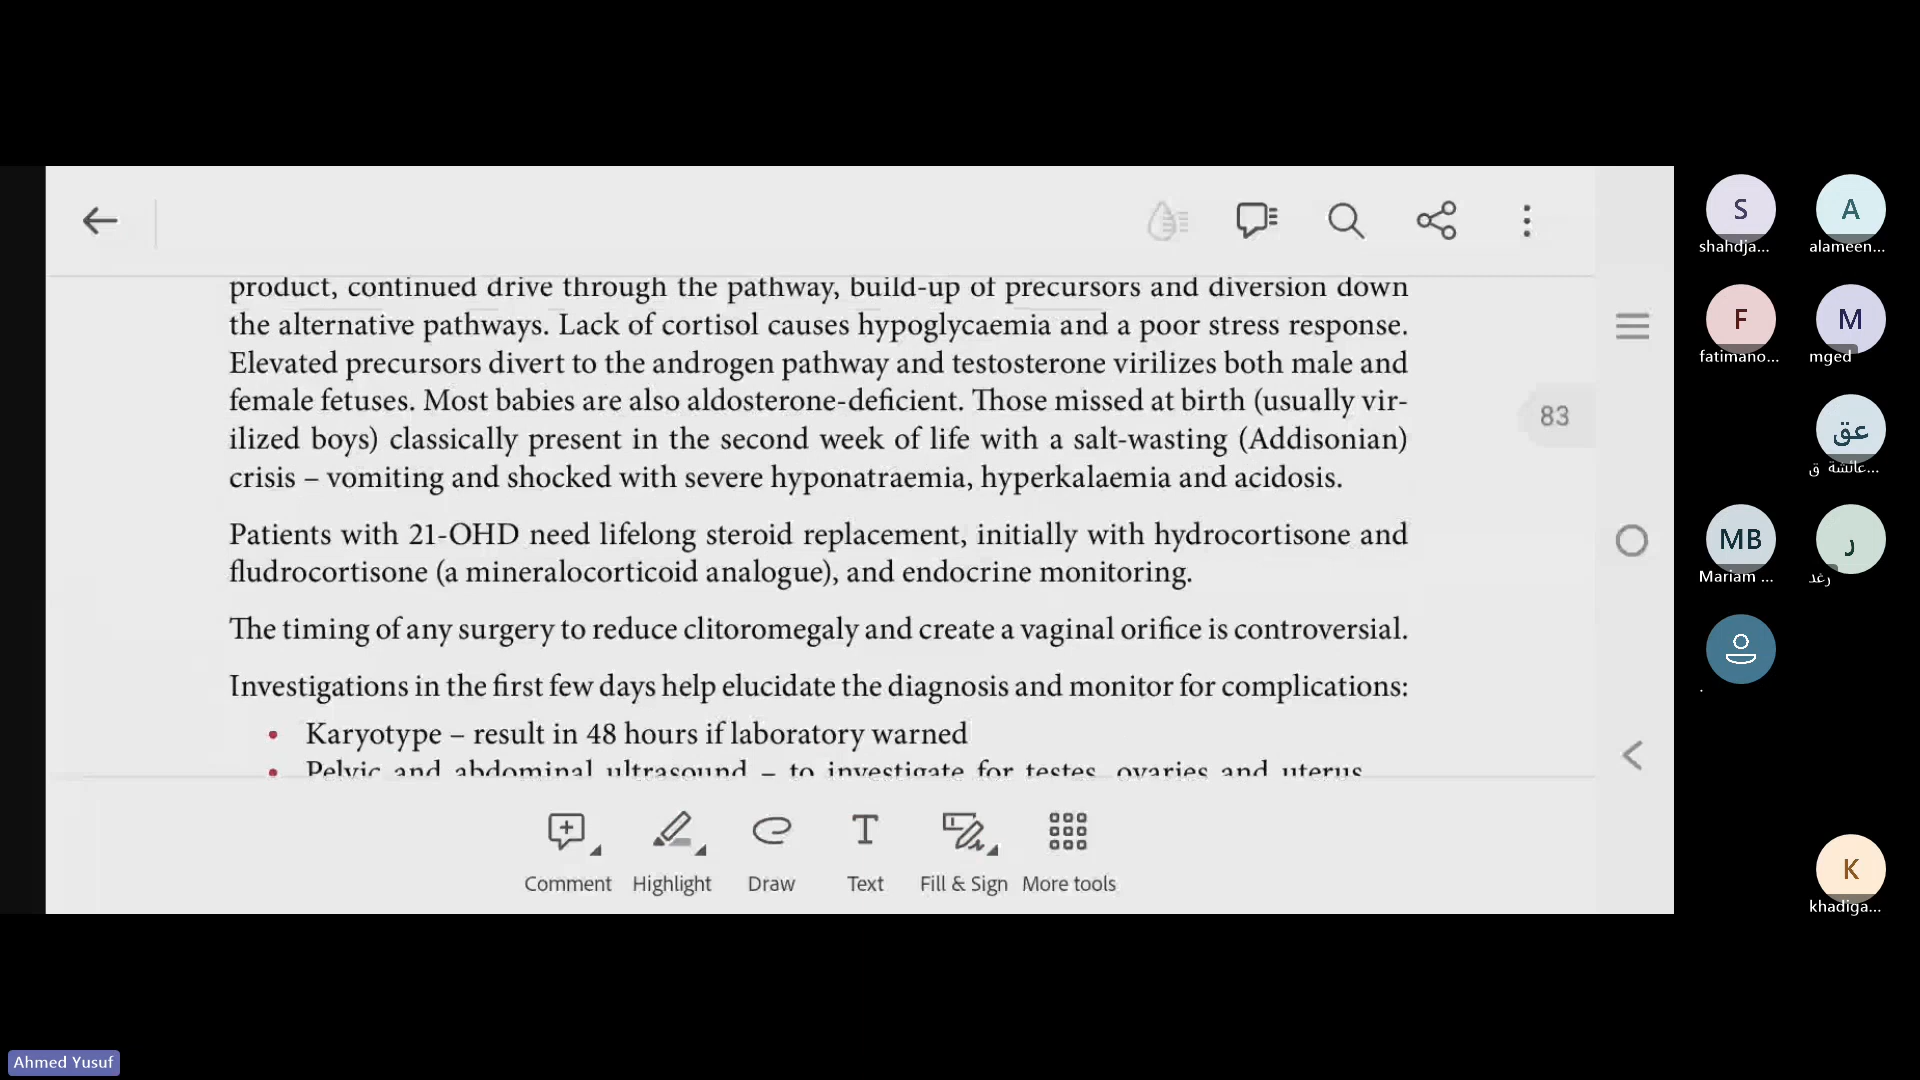 product, continued drive through the pathway, build-up of precursors and diversion down
the alternative pathways. Lack of cortisol causes hypoglycaemia and a poor stress response.
Elevated precursors divert to the androgen pathway and testosterone virilizes both male and
female fetuses. Most babies are also aldosterone-deficient. Those missed at birth (usually vir-
ilized boys) classically present in the second week of life with a salt-wasting (Addisonian)
crisis – vomiting and shocked with severe hyponatraemia, hyperkalaemia and acidosis.
Patients with 21-OHD need lifelong steroid replacement, initially with hydrocortisone and
fludrocortisone (a mineralocorticoid analogue), and endocrine monitoring.
The timing of any surgery to reduce clitoromegaly and create a vaginal orifice is controversial.
Investigations in the first few days help elucidate the diagnosis and monitor for complications:
• Karyotype – result in 48 hours if laboratory warned
• Pelvic and abdominal ultrasound – to investigate for testes, ovaries and uterus
83
Comment
Highlight
Draw
T
Text
Fill & Sign
More tools
S
shahdja...
A
alameen...
F
fatimano...
M
mged
عق
عائشة ق...
MB
Mariam ...
ر
رغد
.
K
khadiga...
Ahmed Yusuf